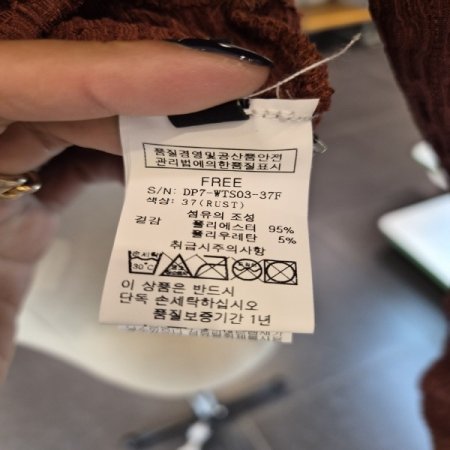 품질경영및공산품안전
관리법에의한품질표시
FREE
S/N: DP7-WTS03-37F
색상: 37(RUST)
섬유의 조성
겉감 폴리에스터 95%
폴리우레탄 5%
취급시주의사항
손세탁 30°C
이 상품은 반드시
단독 손세탁하십시오
품질보증기간 1년